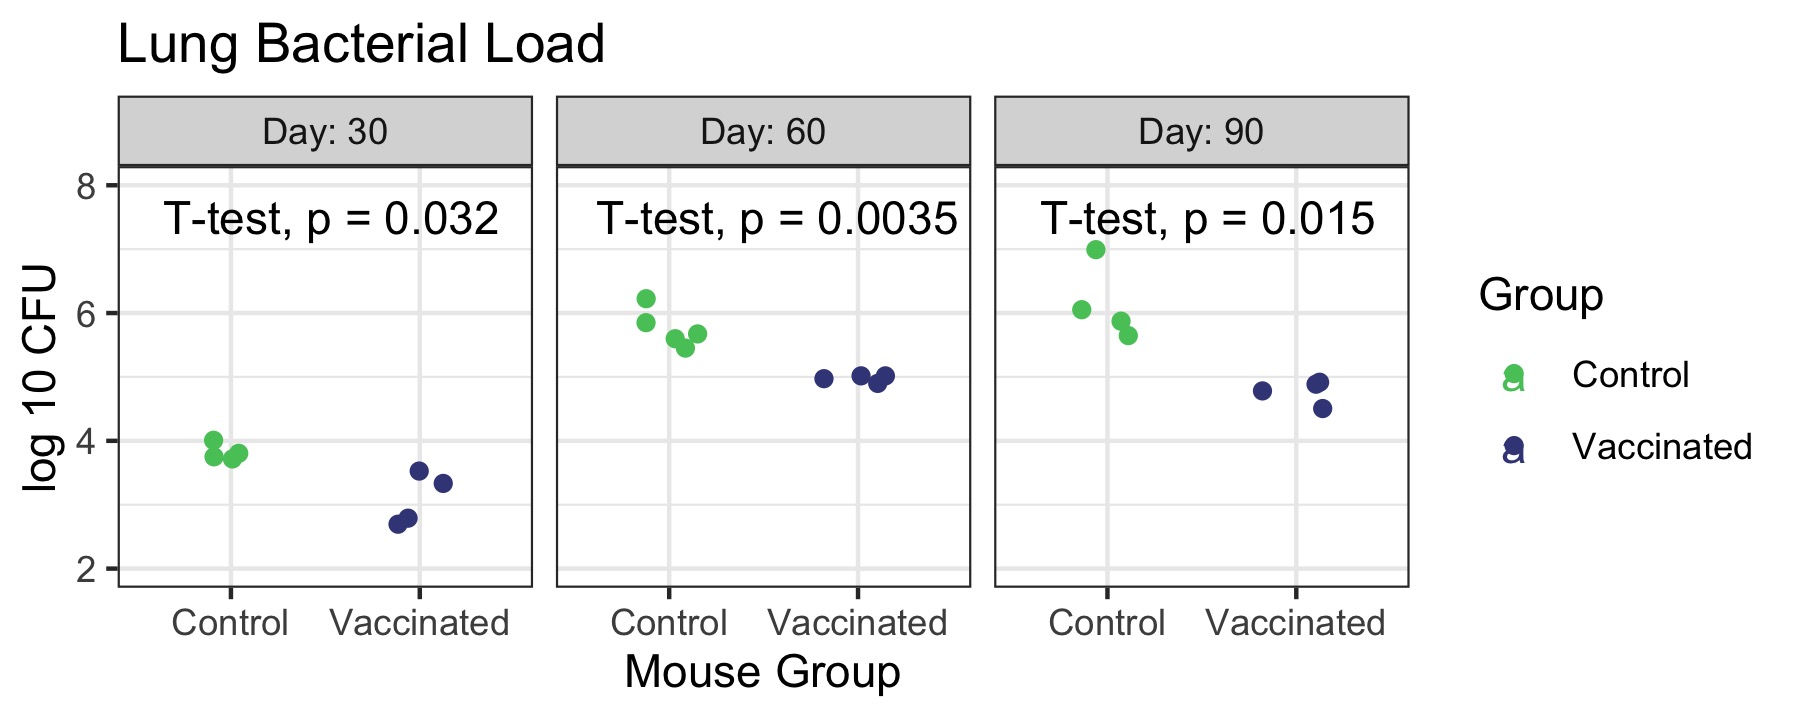 Lung Bacterial Load
Day: 30 Day: 60 Day: 90
T-test, p = 0.032 T-test, p = 0.0035 T-test, p = 0.015
8
6
4
2
log 10 CFU
Control Vaccinated Control Vaccinated Control Vaccinated
Mouse Group
Group
a Control
a Vaccinated